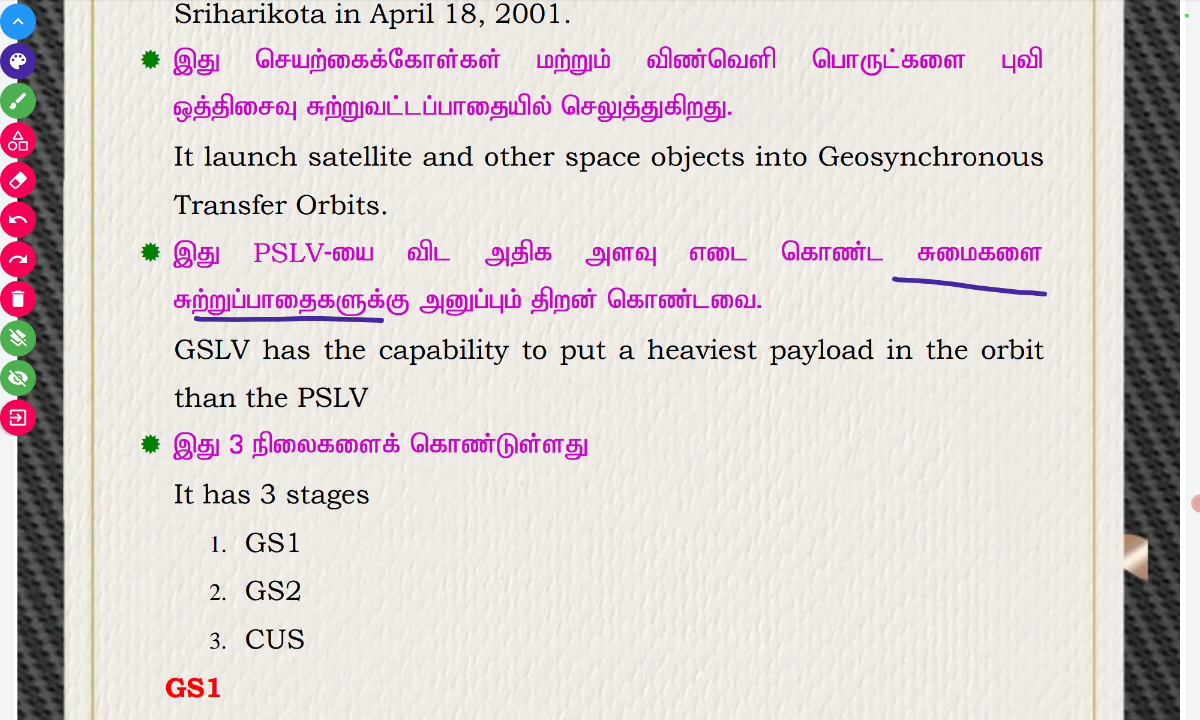 Sriharikota in April 18, 2001.
இது செயற்கைக்கோள்கள் மற்றும் விண்வெளி பொருட்களை புவி
ஒத்திசைவு சுற்றுவட்டப்பாதையில் செலுத்துகிறது.
It launch satellite and other space objects into Geosynchronous
Transfer Orbits.
இது PSLV-யை விட அதிக அளவு எடை கொண்ட சுமைகளை
சுற்றுப்பாதைகளுக்கு அனுப்பும் திறன் கொண்டவை.
GSLV has the capability to put a heaviest payload in the orbit
than the PSLV
இது 3 நிலைகளைக் கொண்டுள்ளது
It has 3 stages
1. GS1
2. GS2
3. CUS
GS1